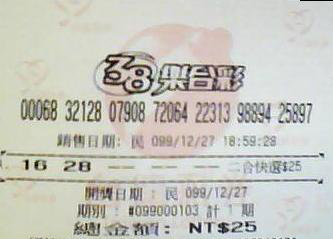 38樂合彩
00068 32128 07908 72064 22313 98894 25897
銷售日期: 民 099/12/27 18:59:28
16 28 — — — — 二合快選$25
開獎日期 : 民 099/12/27
期別 : #099000103 計 1 期
總金額: NT$25